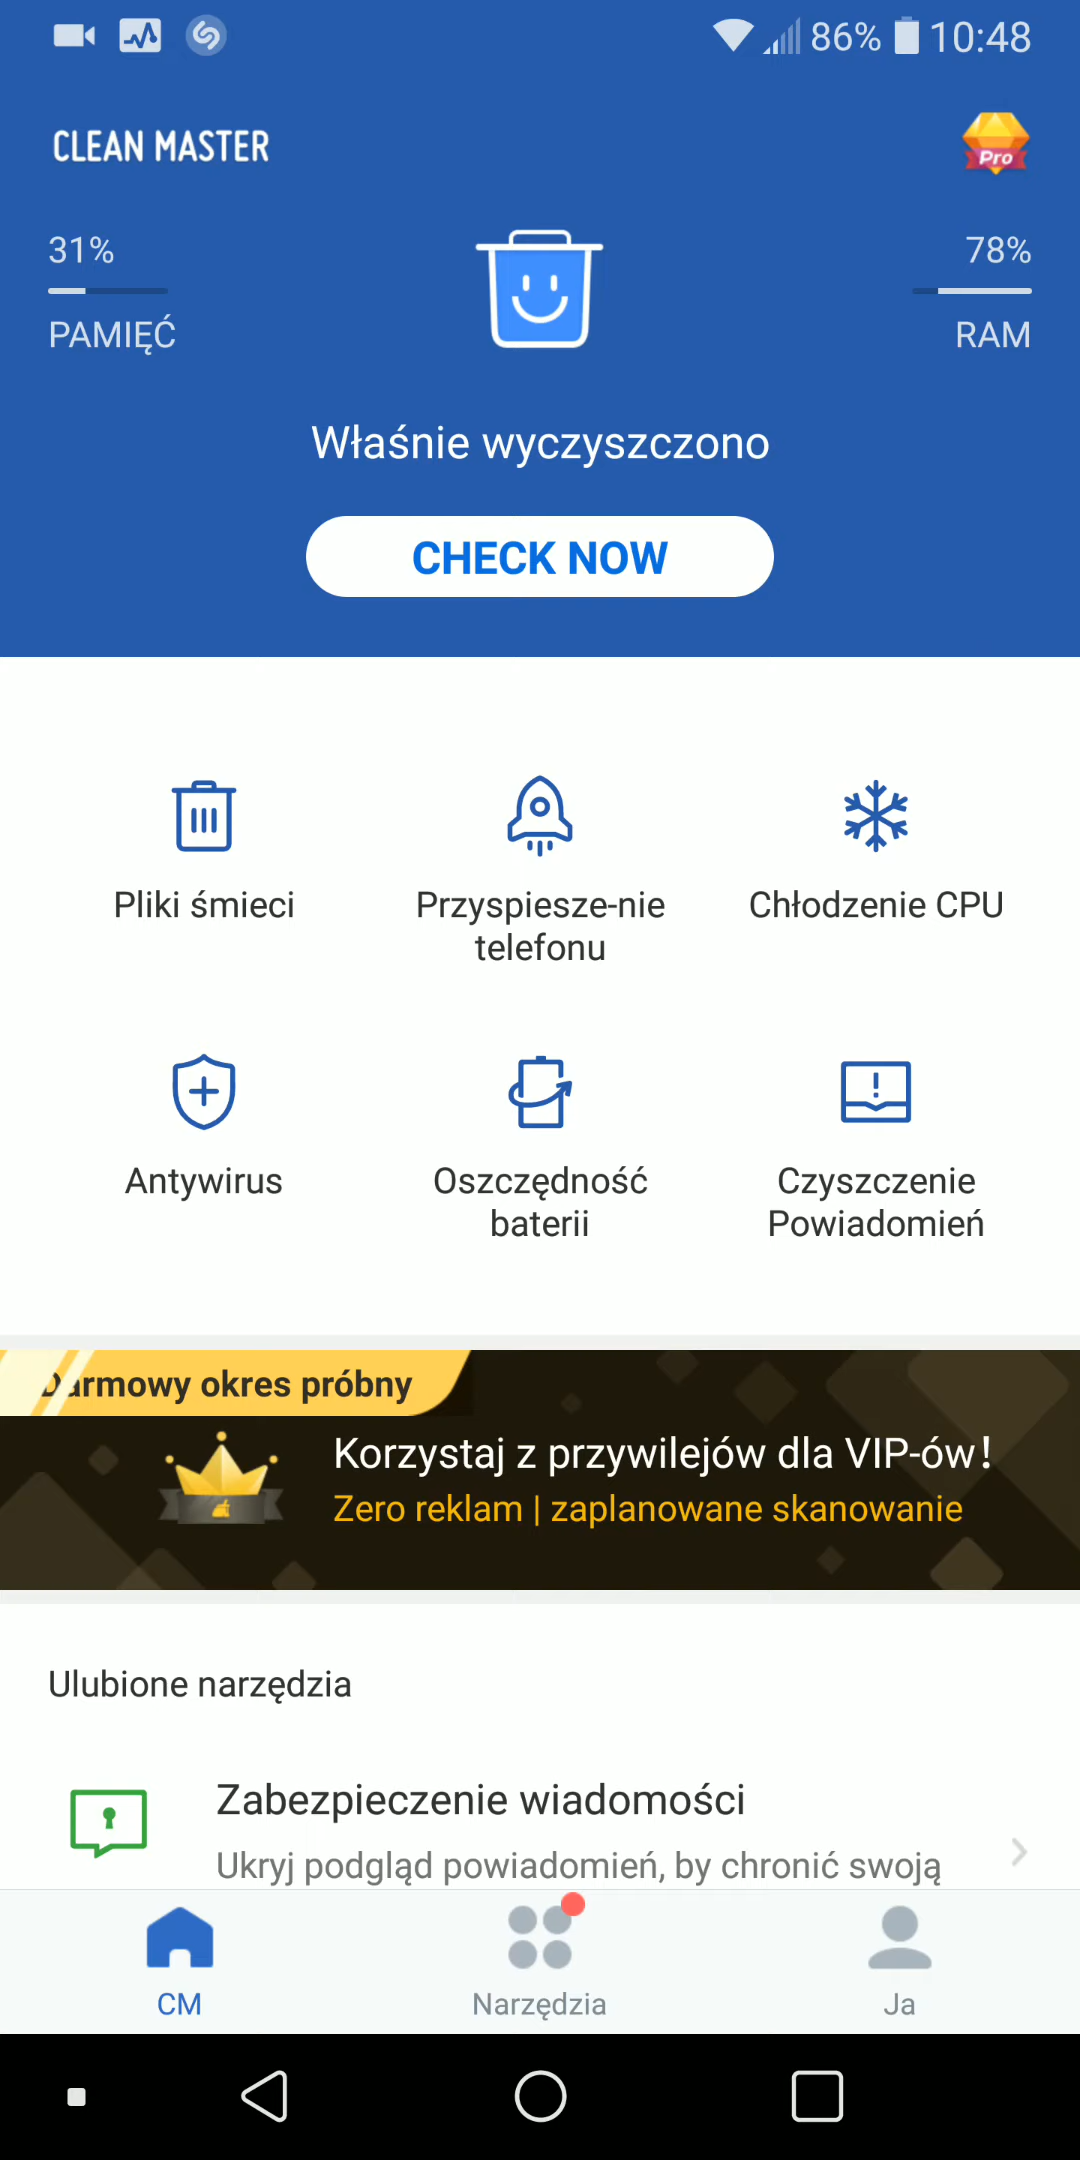 86% 10:48
CLEAN MASTER
Pro
31%
78%
PAMIĘĆ
RAM
Właśnie wyczyszczono
CHECK NOW
Pliki śmieci
Przyspiesze-nie
telefonu
Chłodzenie CPU
Antywirus
Oszczędność
baterii
Czyszczenie
Powiadomień
Darmowy okres próbny
Korzystaj z przywilejów dla VIP-ów!
Zero reklam | zaplanowane skanowanie
Ulubione narzędzia
Zabezpieczenie wiadomości
Ukryj podgląd powiadomień, by chronić swoją
CM
Narzędzia
Ja